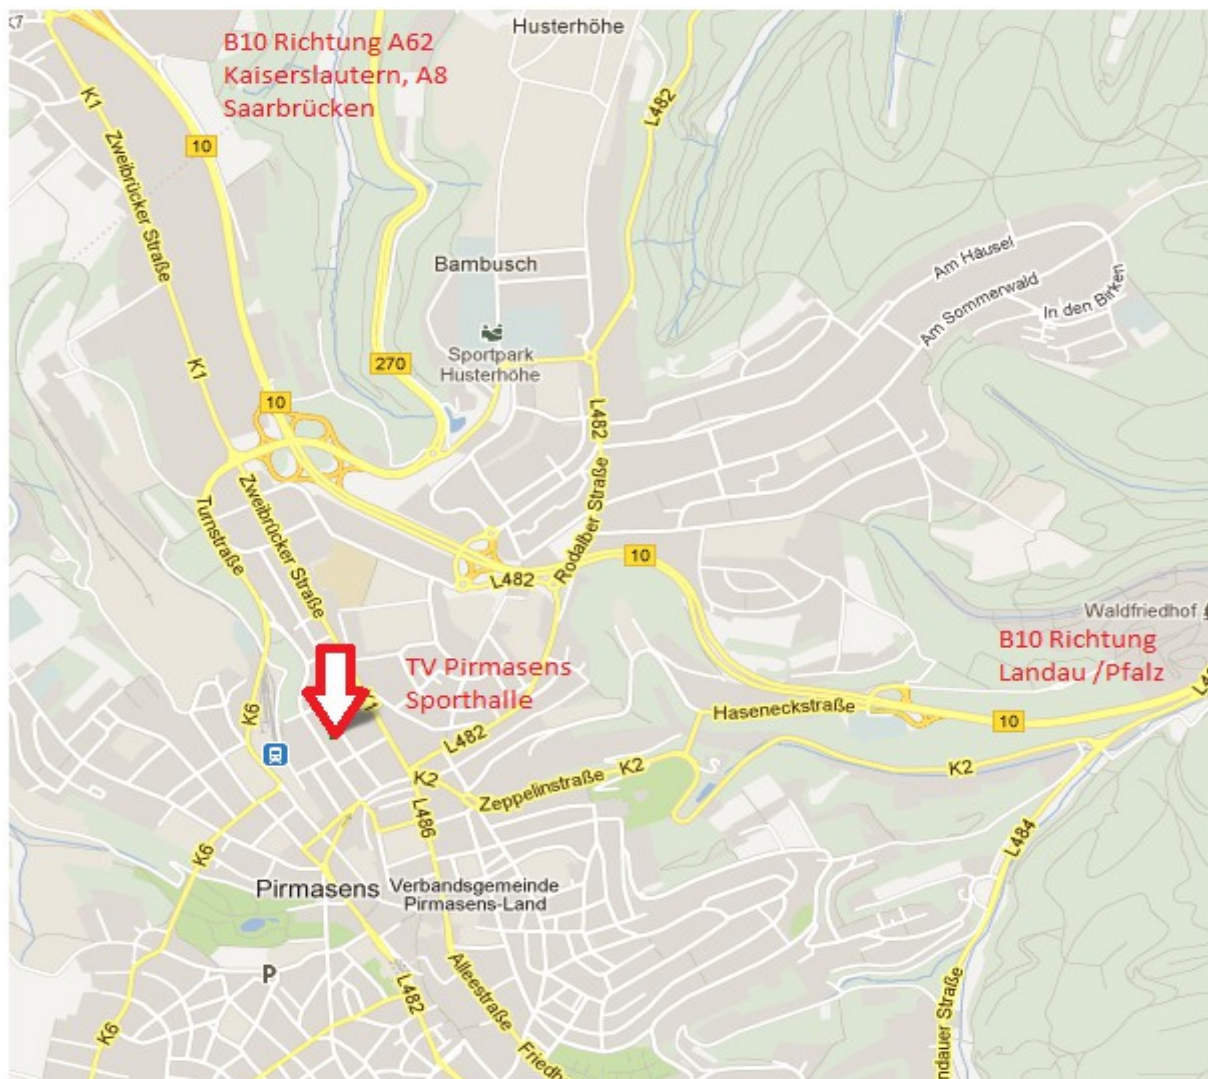 K7
Husterhöhe
B10 Richtung A62
Kaiserslautern, A8
Saarbrücken
K1
L482
10
Zweibrücker Straße
Am Häusel
Bambusch
Am Sommerwald
In den Birken
Sportpark
Husterhöhe
K1
270
10
L482
Zweibrücker Straße
Turnstraße
Rodalber Straße
10
L482
Waldfriedhof
B10 Richtung
Landau /Pfalz
TV Pirmasens
Sporthalle
K1
K6
Haseneckstraße
10
L482
K2
K2
K2
Zeppelinstraße
L486
L484
K6
Pirmasens
Verbandsgemeinde
Pirmasens-Land
P
L482
Alleestraße
K6